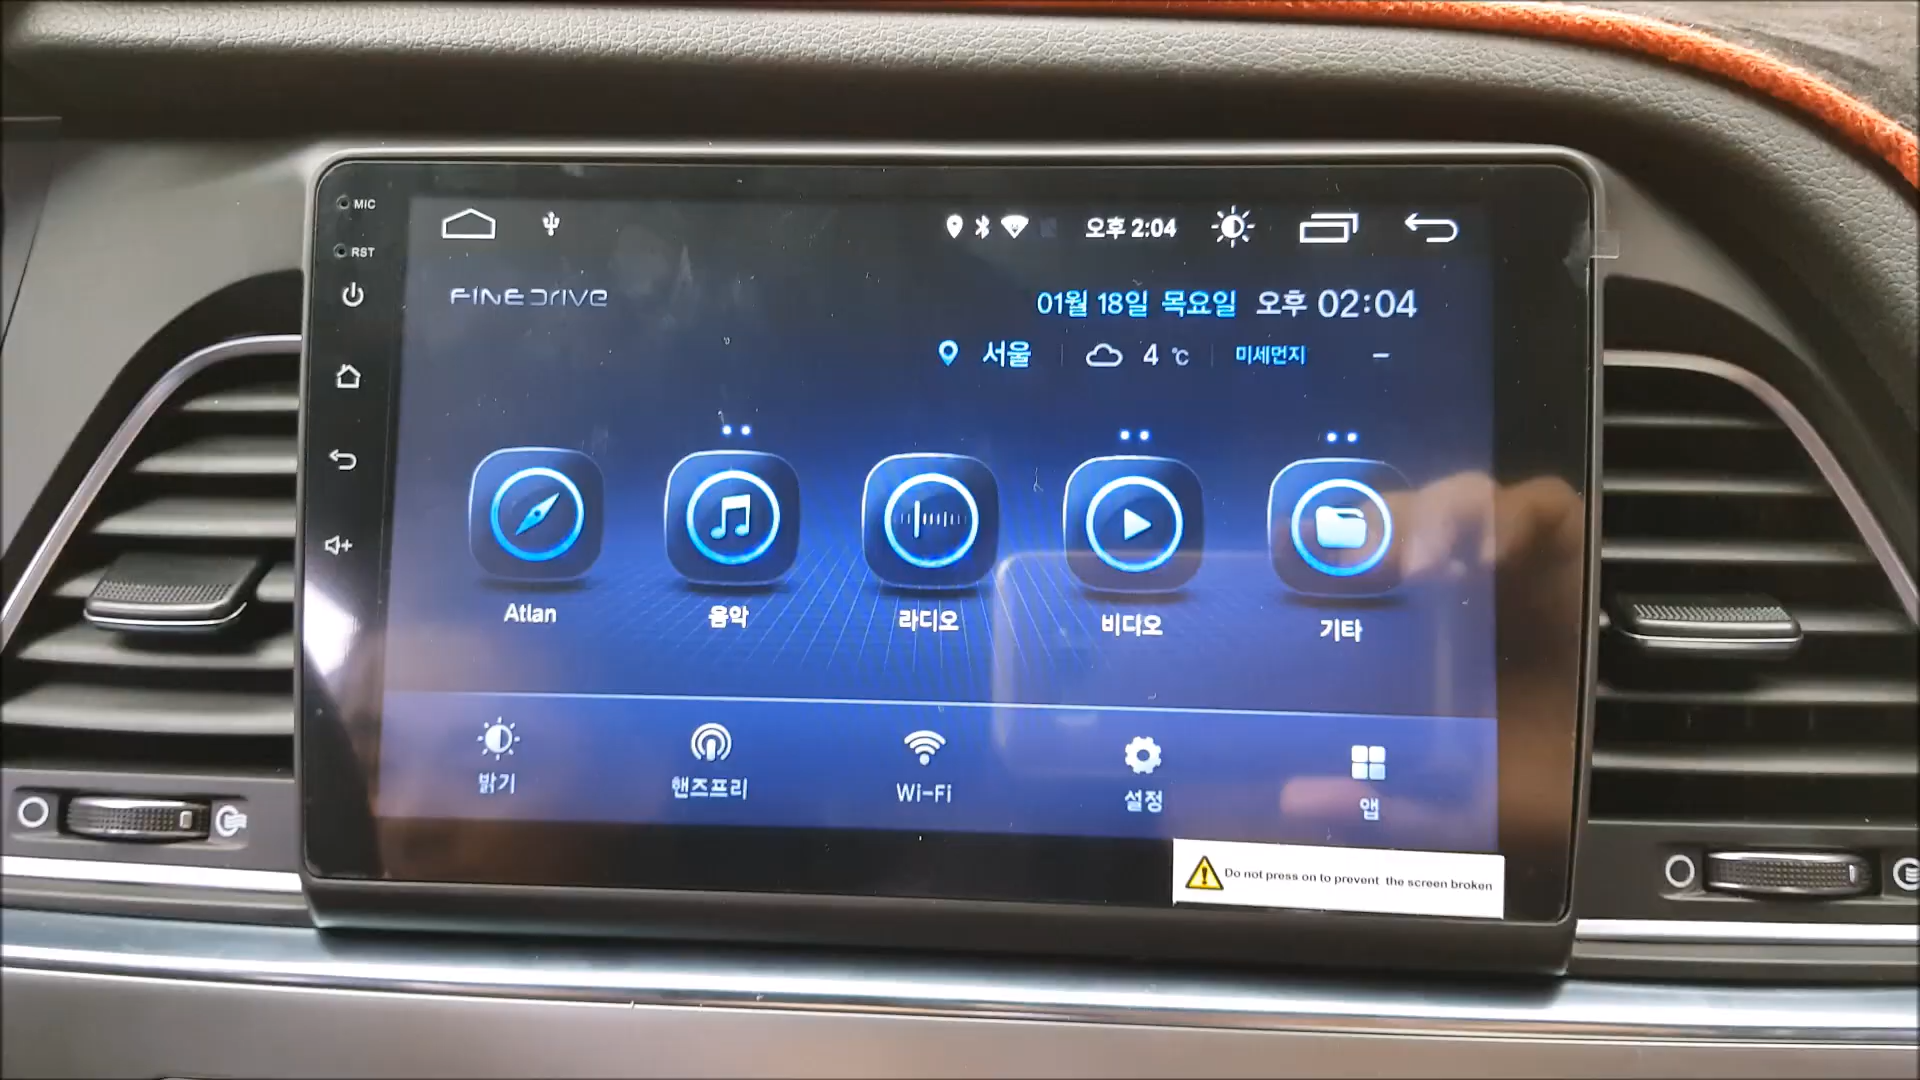 MIC
오후 2:04
RST
FINE Drive
01월 18일 목요일 오후 02:04
서울 4 ℃ 미세먼지 –
Atlan 음악 라디오 비디오 기타
밝기 핸즈프리 Wi-Fi 설정 앱
Do not press on to prevent the screen broken